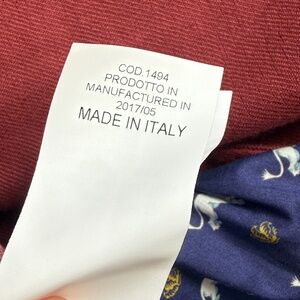 COD.1494
PRODOTTO IN
MANUFACTURED IN
2017/05
MADE IN ITALY